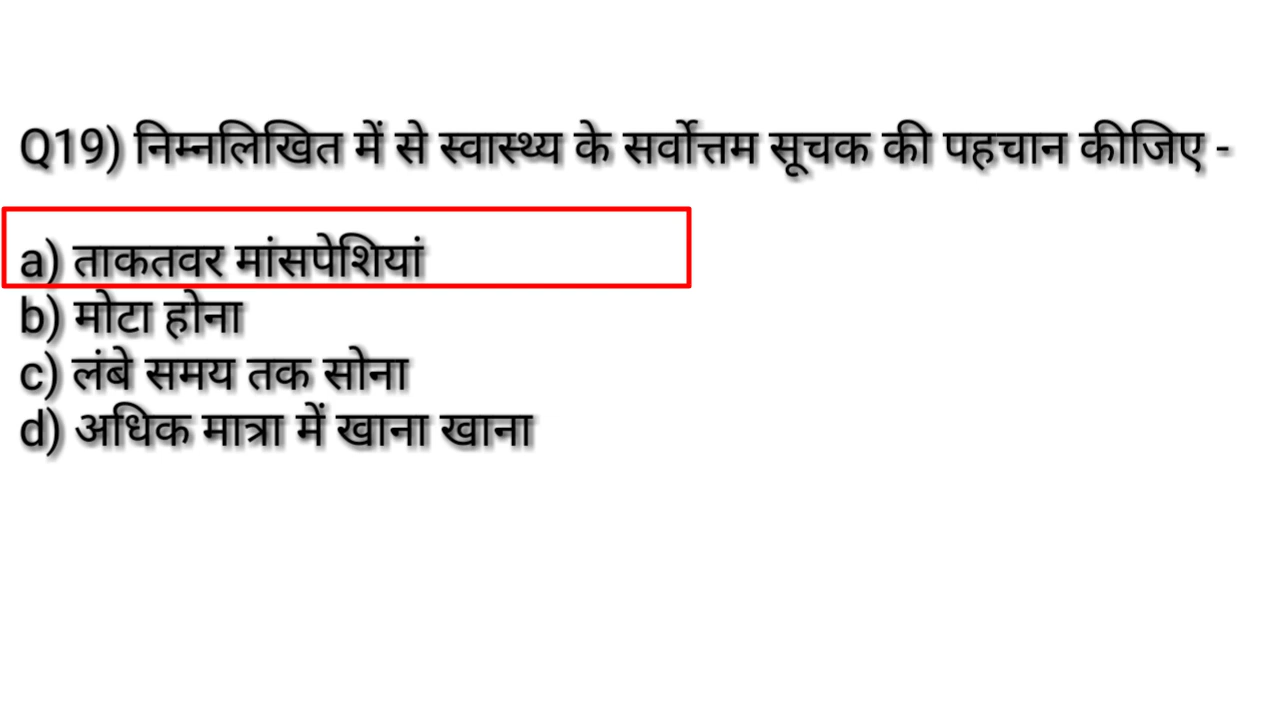 Q19) निम्नलिखित में से स्वास्थ्य के सर्वोत्तम सूचक की पहचान कीजिए -
a) ताकतवर मांसपेशियां
b) मोटा होना
c) लंबे समय तक सोना
d) अधिक मात्रा में खाना खाना